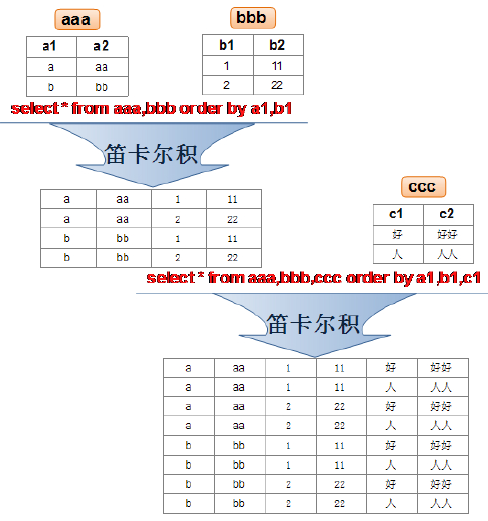 aaa bbb
a1 a2 b1 b2
a aa 1 11
b bb 2 22
select * from aaa,bbb order by a1,b1
笛卡尔积
a aa 1 11
a aa 2 22
b bb 1 11
b bb 2 22
ccc
c1 c2
好 好好
人 人人
select * from aaa,bbb,ccc order by a1,b1,c1
笛卡尔积
a aa 1 11 好 好好
a aa 1 11 人 人人
a aa 2 22 好 好好
a aa 2 22 人 人人
b bb 1 11 好 好好
b bb 1 11 人 人人
b bb 2 22 好 好好
b bb 2 22 人 人人